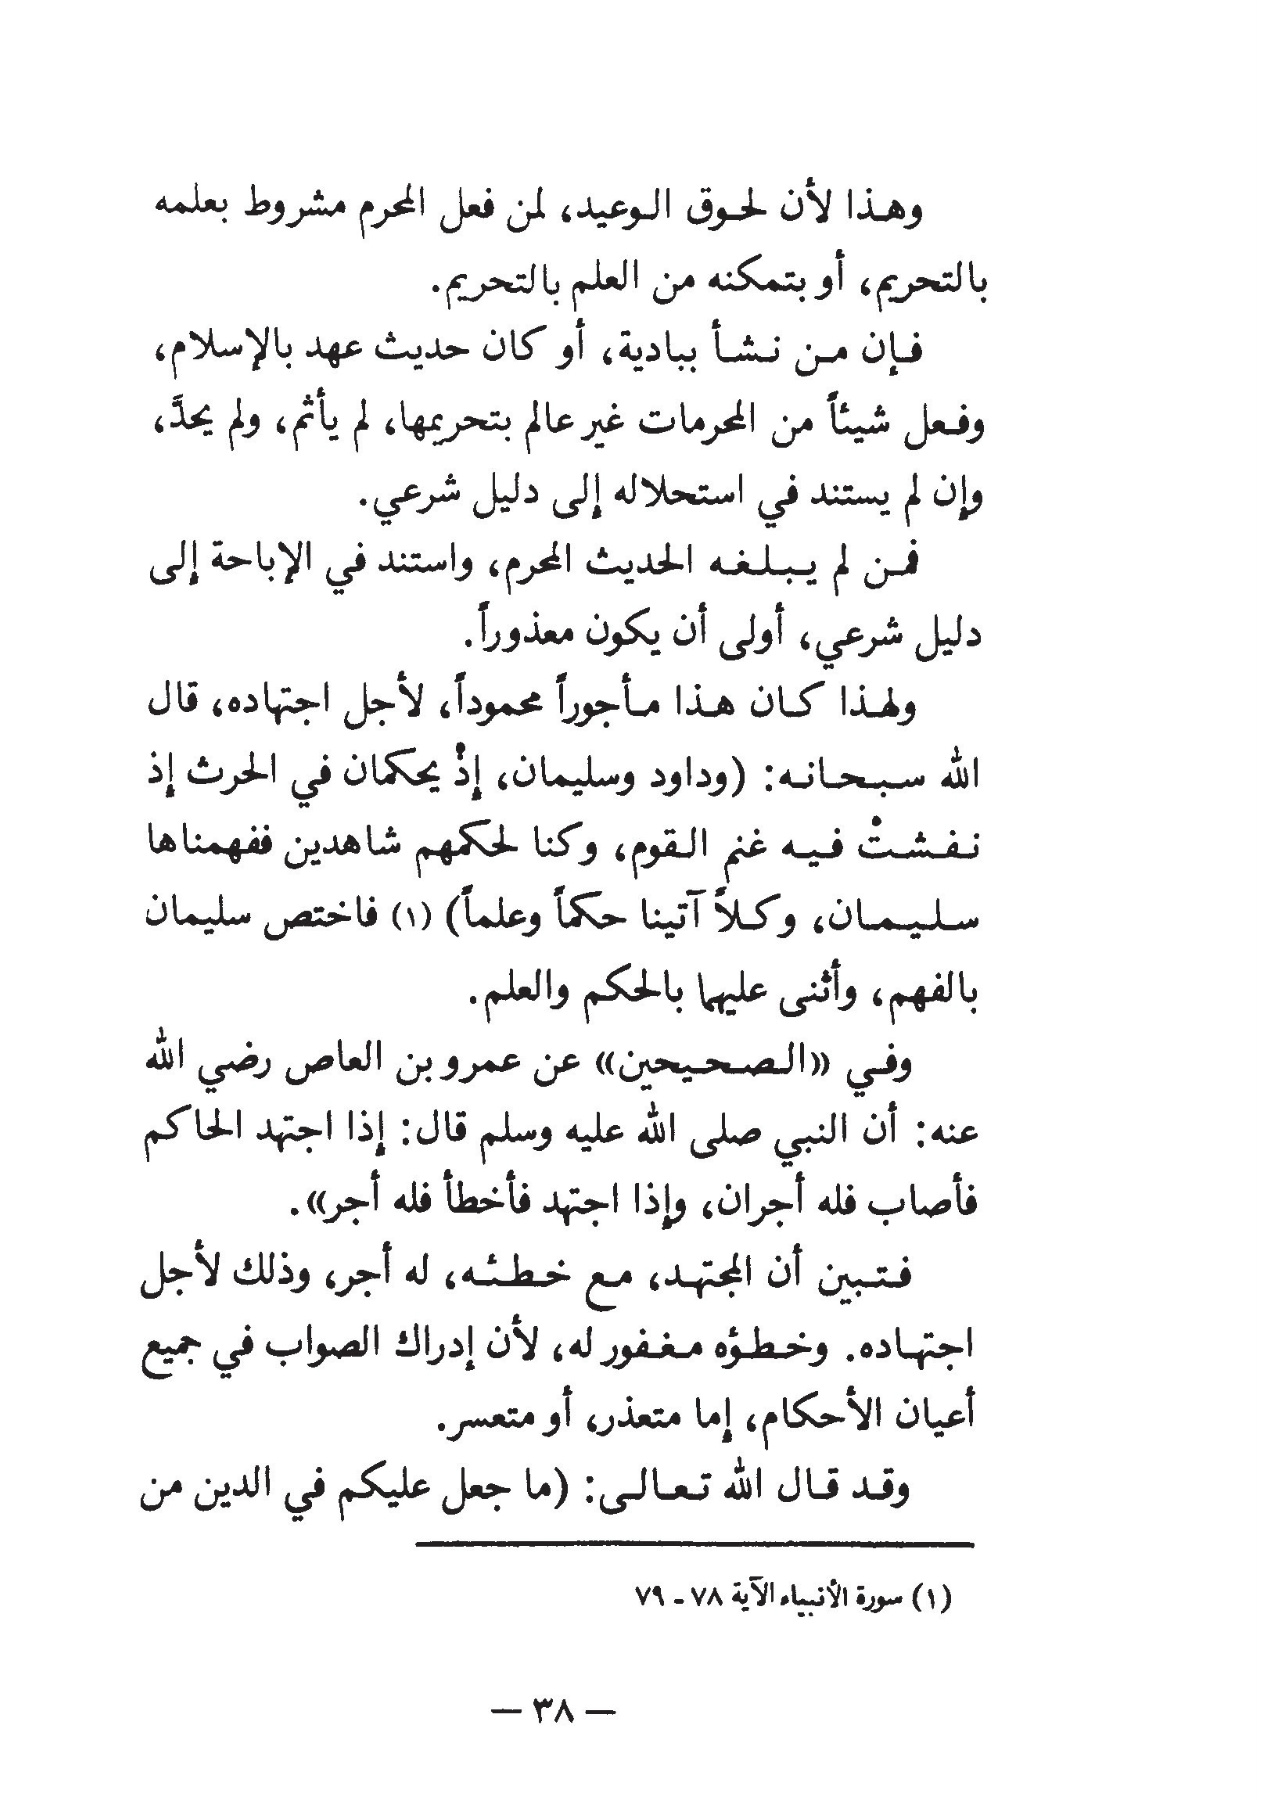 وهذا لأن لحوق الوعيد، لمن فعل المحرم مشروط بعلمه
بالتحريم، أو بتمكنه من العلم بالتحريم.
فإن من نشأ ببادية، أو كان حديث عهد بالإسلام،
وفعل شيئاً من المحرمات غير عالم بتحريمها، لم يأثم، ولم يحدَّ،
وإن لم يستند في استحلاله إلى دليل شرعي.
فمن لم يبلغه الحديث المحرم، واستند في الإباحة إلى
دليل شرعي، أولى أن يكون معذوراً.
ولهذا كان هذا مأجوراً محموداً، لأجل اجتهاده، قال
الله سبحانه: (وداود وسليمان، إذْ يحكمان في الحرث إذ
نفشتْ فيه غنم القوم، وكنا لحكمهم شاهدين ففهمناها
سليمان، وكلاً آتينا حكماً وعلماً) (١) فاختص سليمان
بالفهم، وأثنى عليهما بالحكم والعلم.
وفي «الصحيحين» عن عمرو بن العاص رضي الله
عنه: أن النبي صلى الله عليه وسلم قال: إذا اجتهد الحاكم
فأصاب فله أجران، وإذا اجتهد فأخطأ فله أجر».
فتبين أن المجتهد، مع خطئه، له أجر، وذلك لأجل
اجتهاده. وخطؤه مغفور له، لأن إدراك الصواب في جميع
أعيان الأحكام، إما متعذر، أو متعسر.
وقد قال الله تعالى: (ما جعل عليكم في الدين من
(١) سورة الأنبياء الآية ٧٨ ـ ٧٩
— ٣٨ —